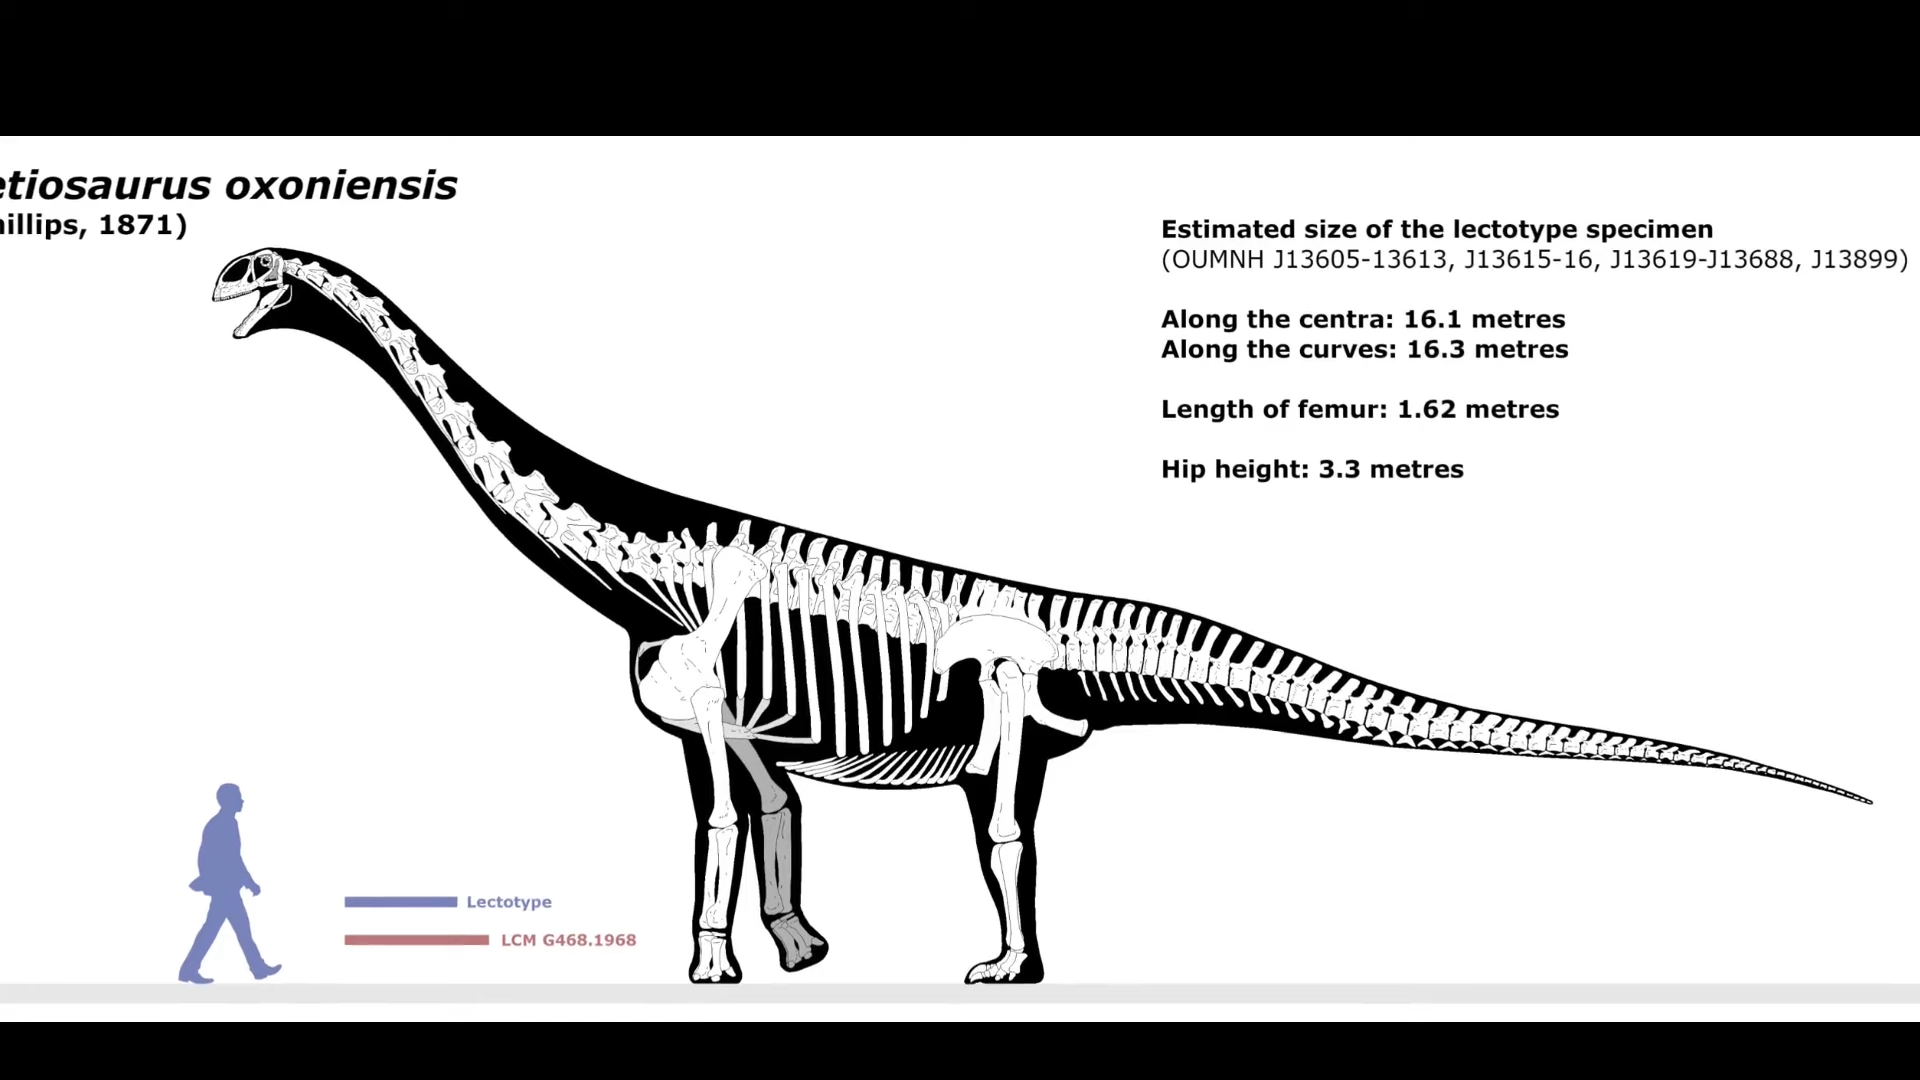 etiosaurus oxoniensis
hillips, 1871)
Estimated size of the lectotype specimen
(OUMNH J13605-13613, J13615-16, J13619-J13688, J13899)
Along the centra: 16.1 metres
Along the curves: 16.3 metres
Length of femur: 1.62 metres
Hip height: 3.3 metres
Lectotype
LCM G468.1968